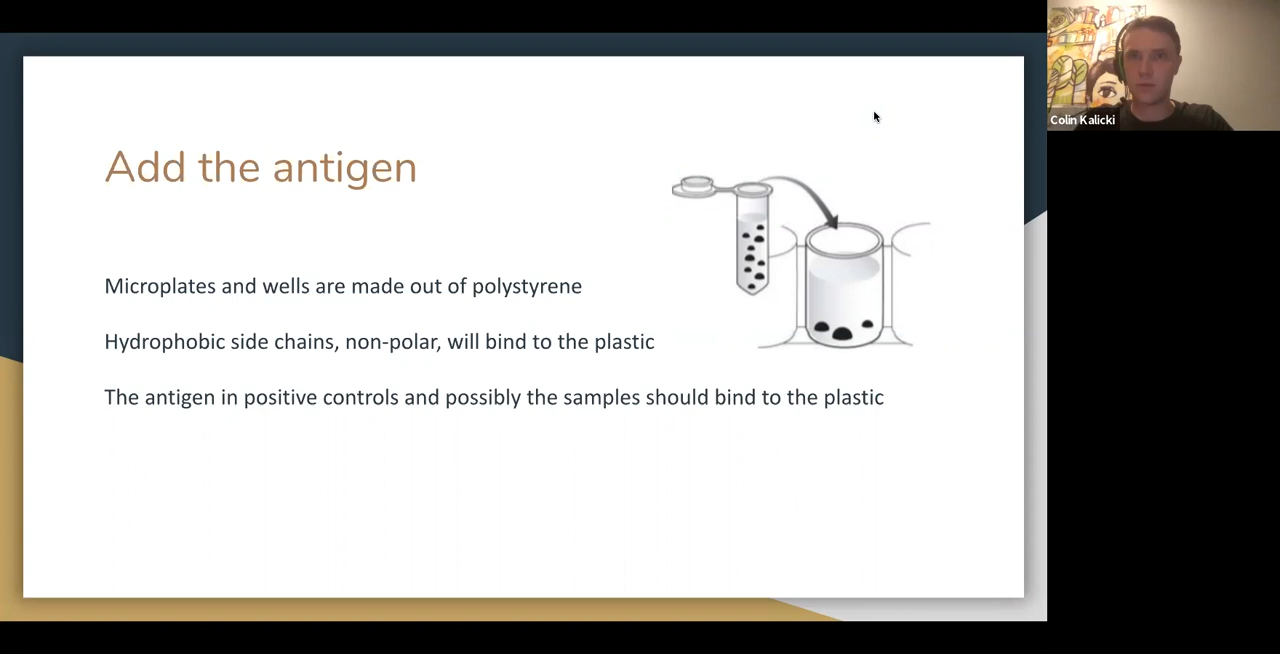 Colin Kalicki
Add the antigen
Microplates and wells are made out of polystyrene
Hydrophobic side chains, non-polar, will bind to the plastic
The antigen in positive controls and possibly the samples should bind to the plastic